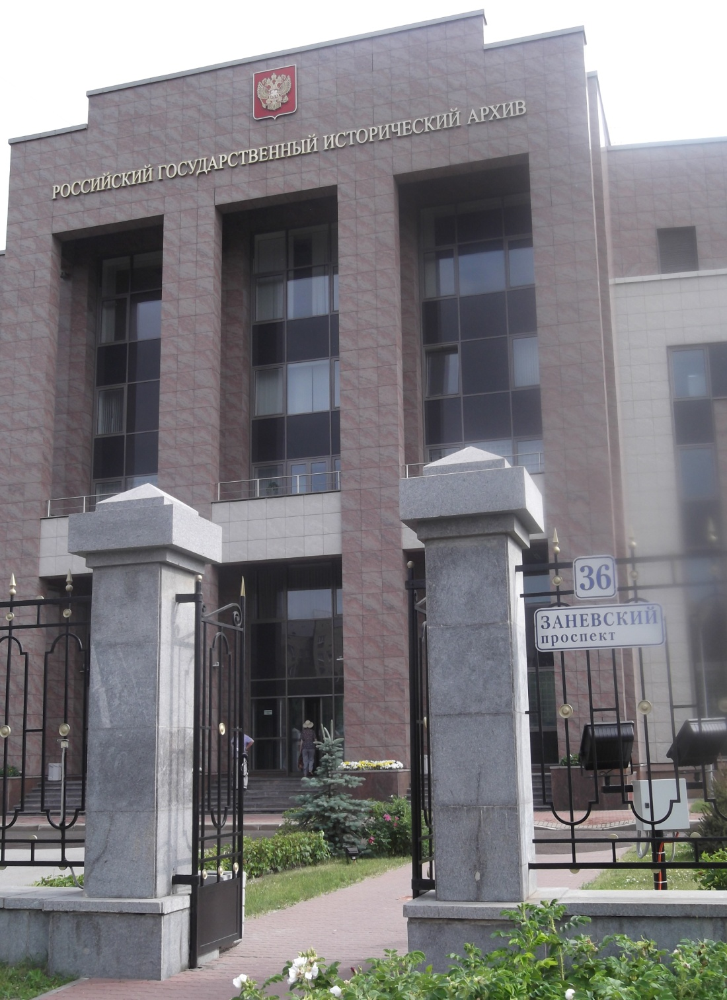 РОССИЙСКИЙ ГОСУДАРСТВЕННЫЙ ИСТОРИЧЕСКИЙ АРХИВ
36
ЗАНЕВСКИЙ
проспект